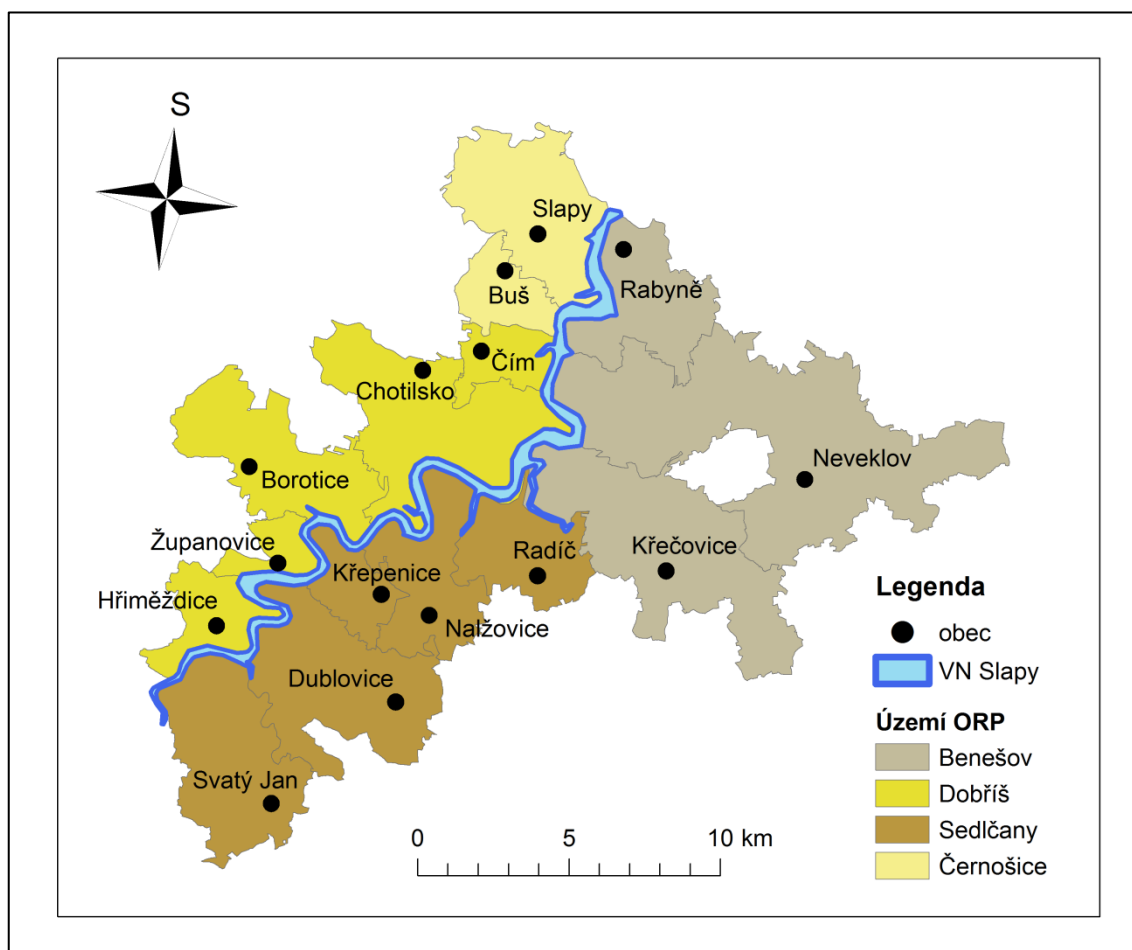 S
Slapy
Rabyně
Buš
Čím
Chotilsko
Neveklov
Borotice
Županovice
Radíč
Křečovice
Křepenice
Hřiměždice
Nalžovice
Dublovice
Svatý Jan
Legenda
obec
VN Slapy
Území ORP
Benešov
Dobříš
Sedlčany
Černošice
0 5 10 km